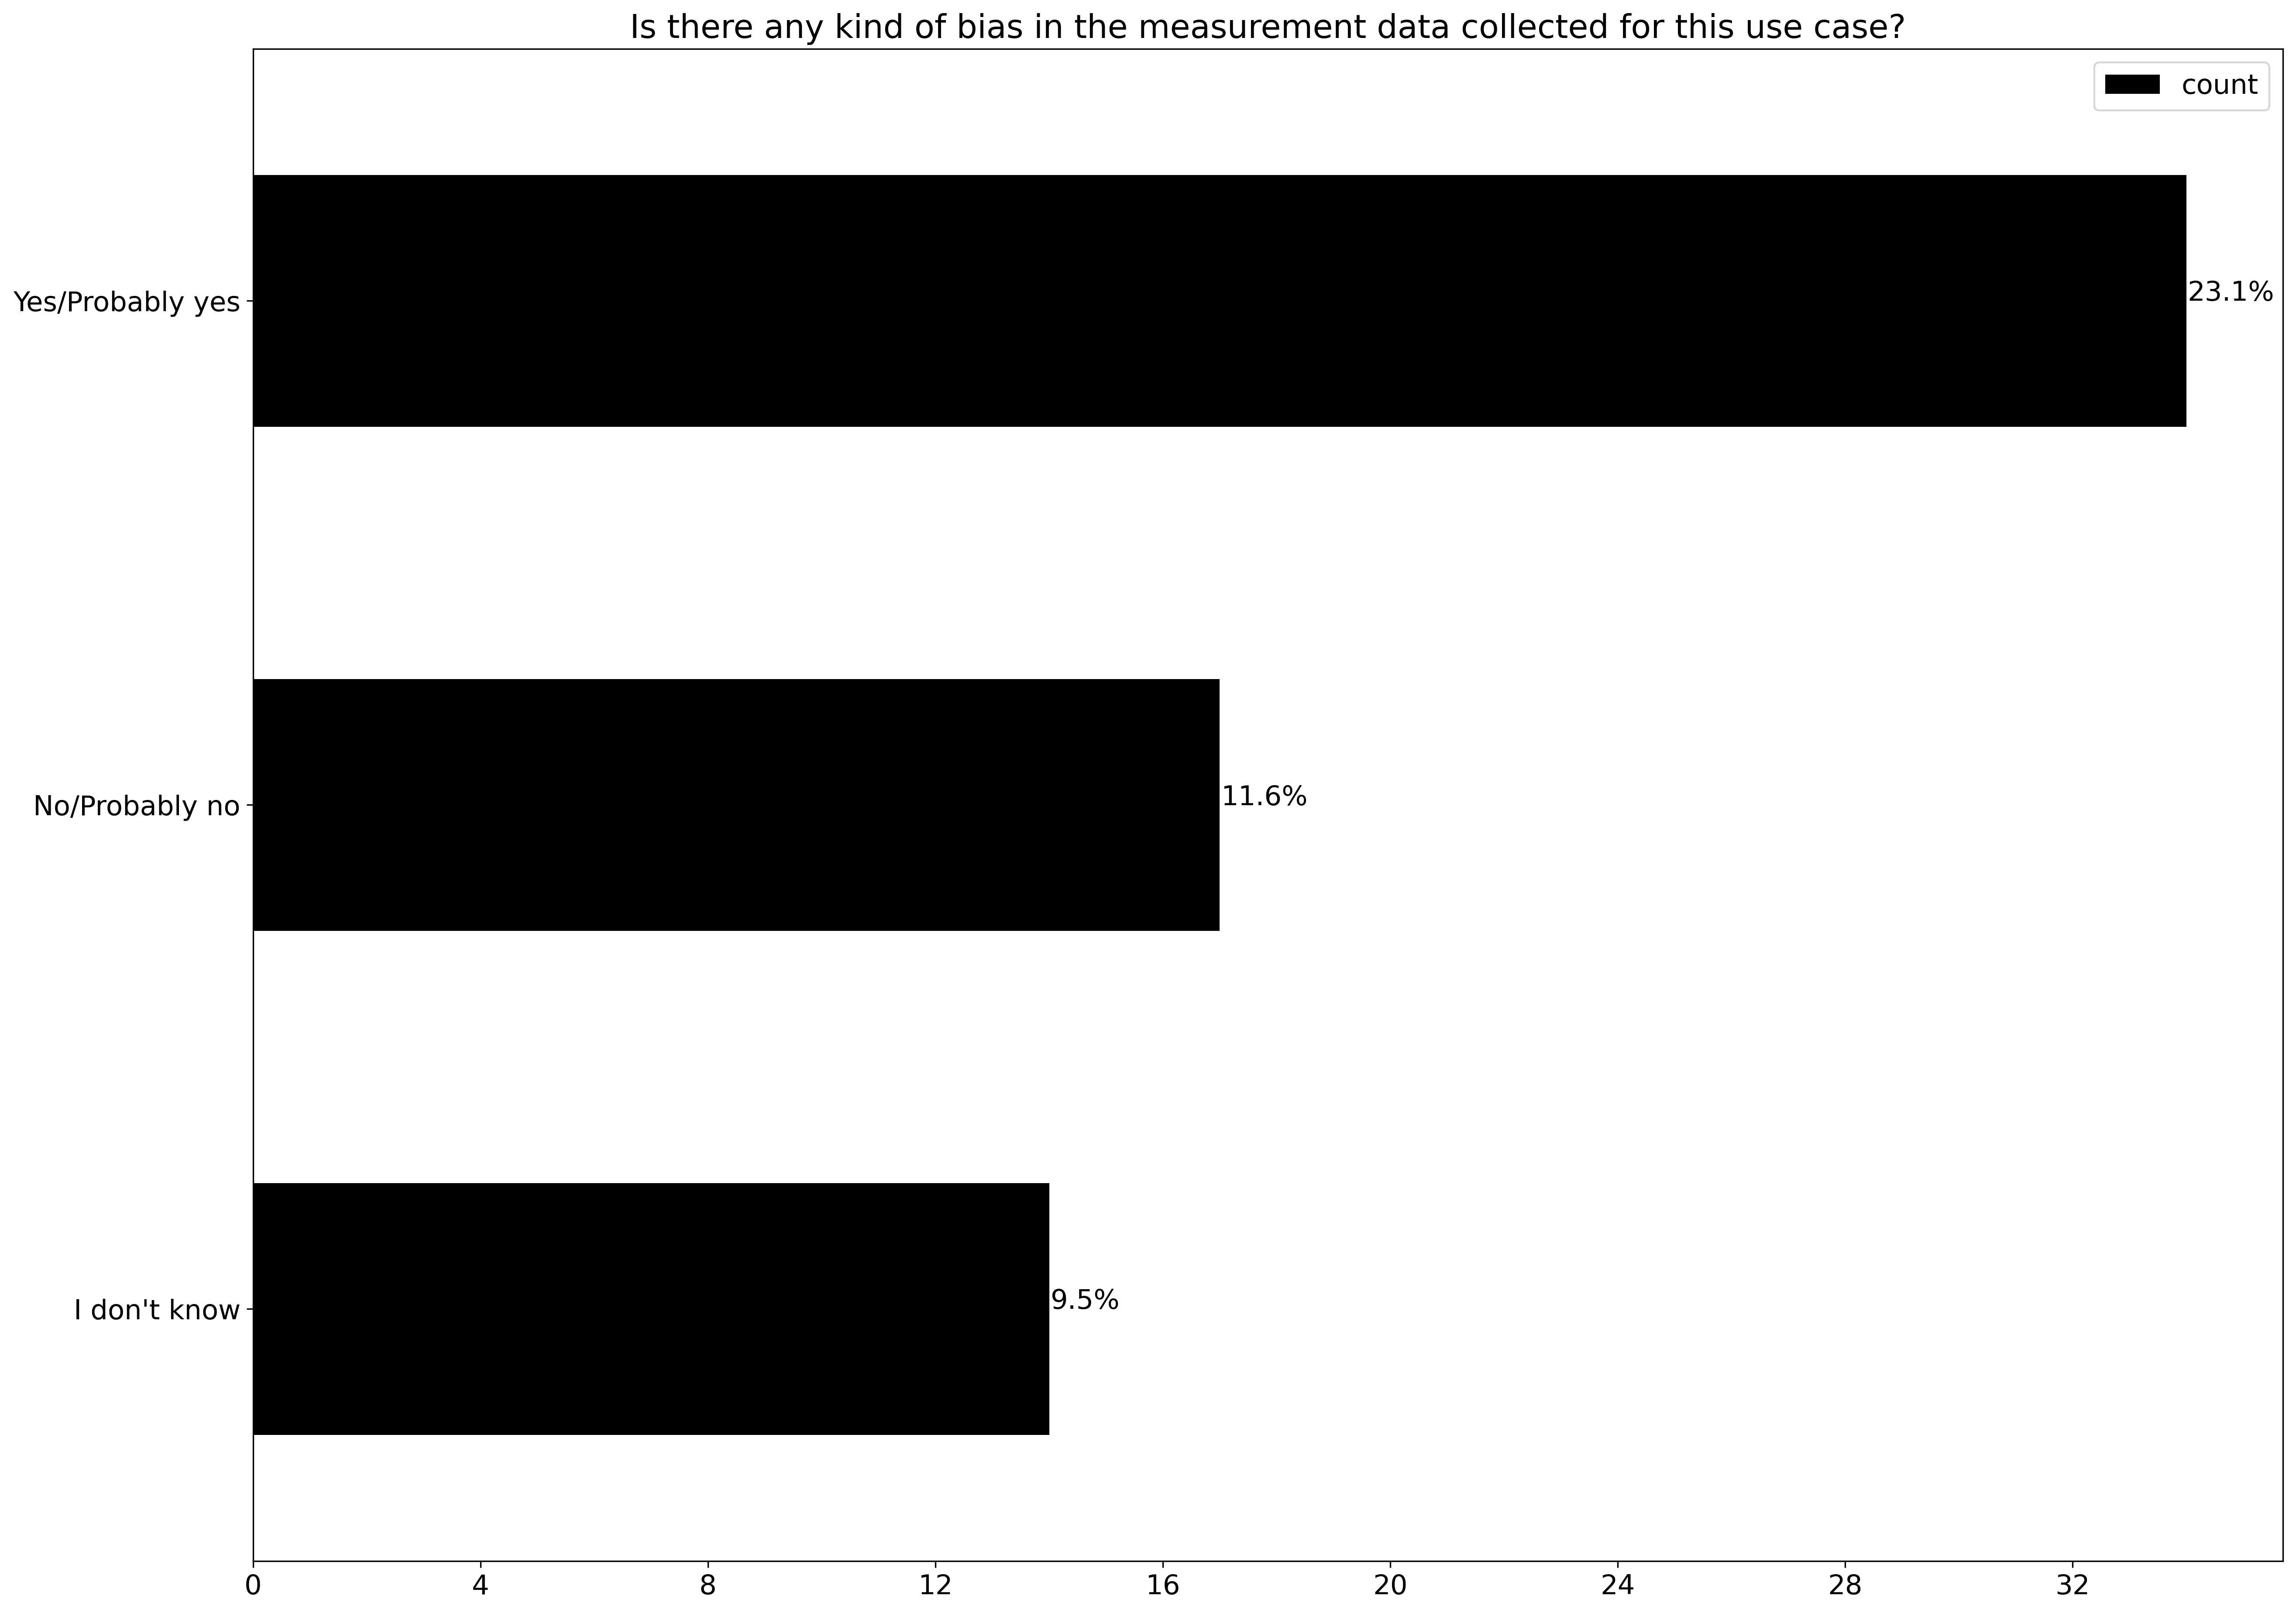 Is there any kind of bias in the measurement data collected for this use case?
count
Yes/Probably yes
23.1%
No/Probably no
11.6%
I don't know
9.5%
0 4 8 12 16 20 24 28 32